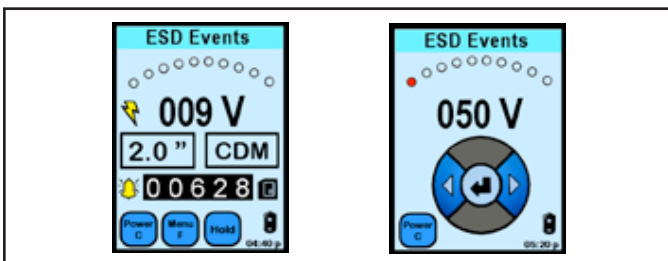 ESD Events
009 V
2.0 "
CDM
00628
Power
C
Menu
F
Hold
04:40 p
ESD Events
050 V
Power
C
05:20 p